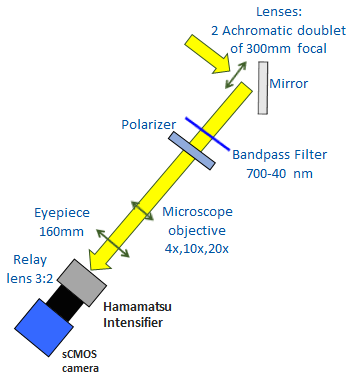 Lenses:
2 Achromatic doublet
of 300mm focal
Mirror
Polarizer
Bandpass Filter
700-40 nm
Eyepiece
160mm
Microscope
objective
4x,10x,20x
Relay
lens 3:2
Hamamatsu
Intensifier
sCMOS
camera